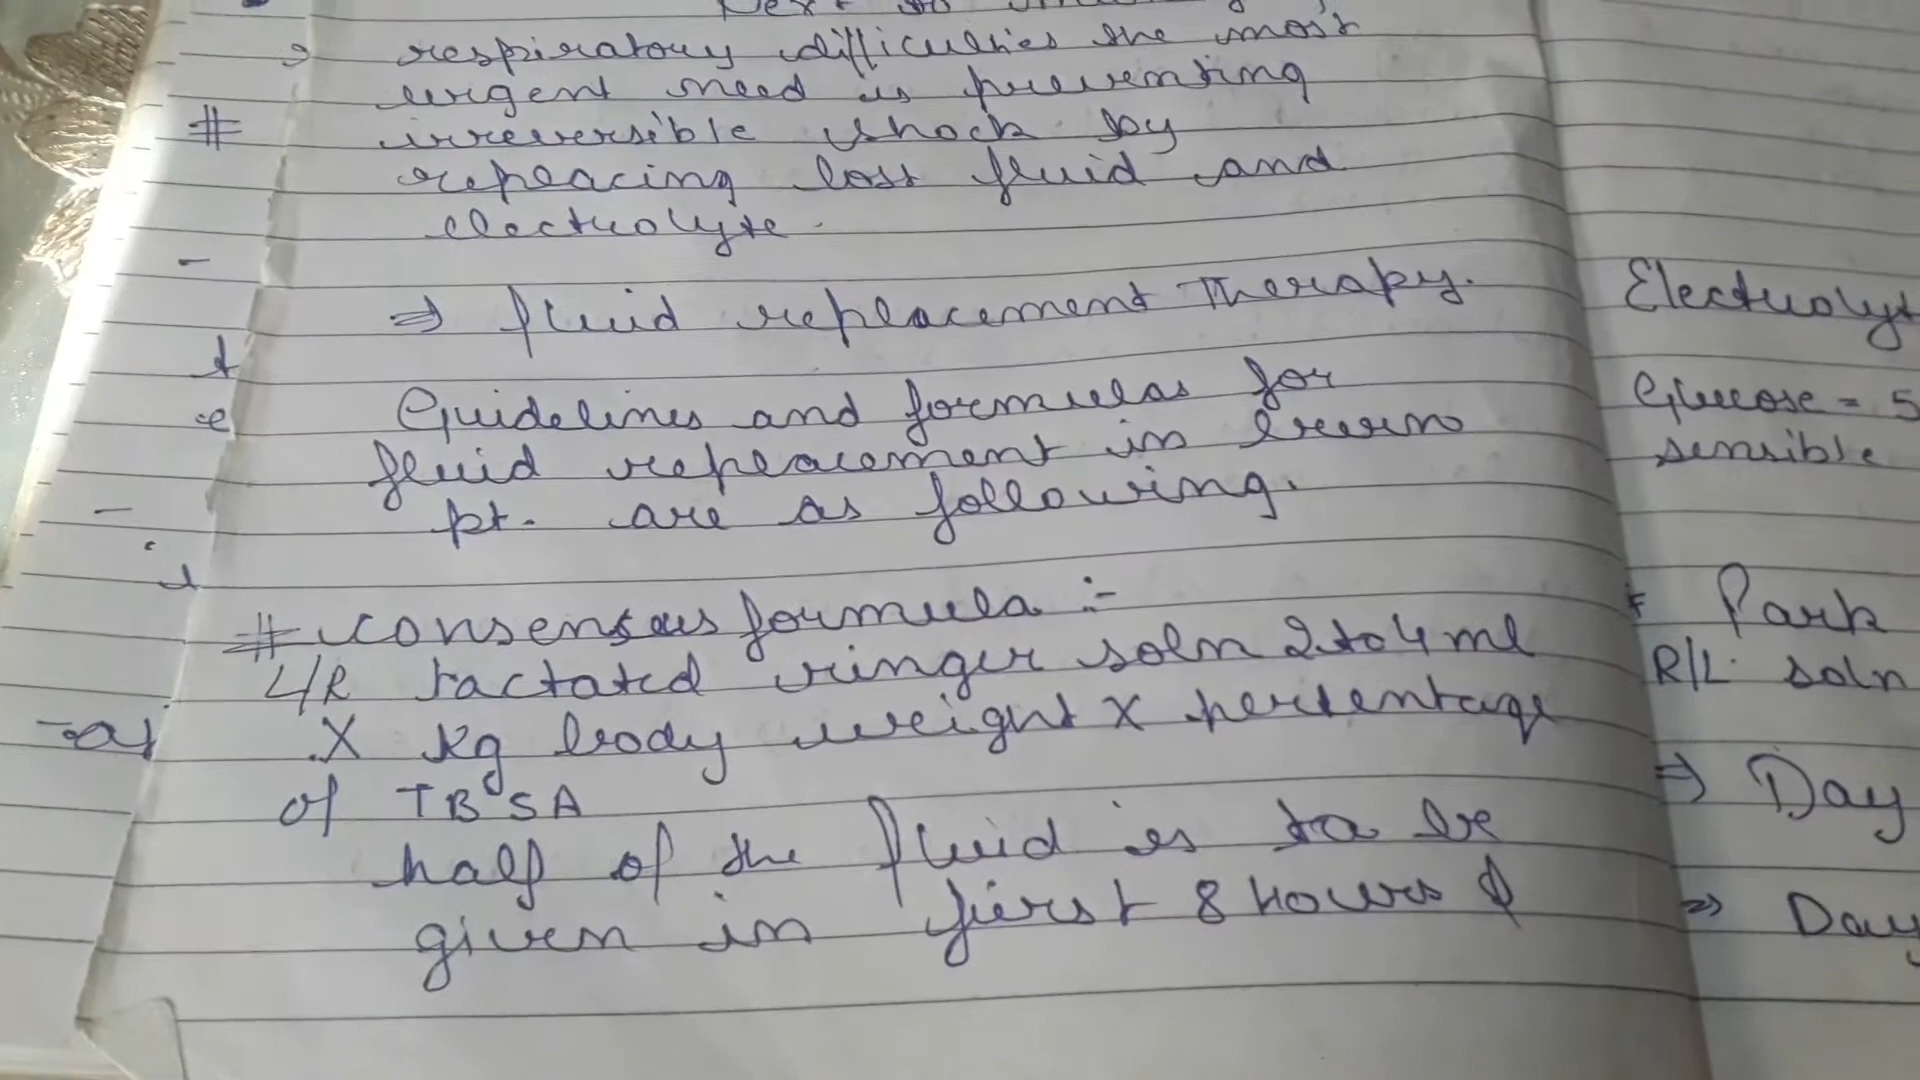 respiratory difficulties the most
urgent need is preventing
irreversible shock by
replacing lost fluid and
electrolyte.
⇒ fluid replacement Therapy.
Guidelines and formulas for
fluid replacement in burn
pt. are as following.
# consensus formula :-
L/R ractated ringer soln 2 to 4 ml
X kg body weight X percentage
of TBSA
half of the fluid is to be
given in first 8 Hours &
Electrolyt
Glucose = 5
sensible
Park
R/L soln
⇒ Day
⇒ Day